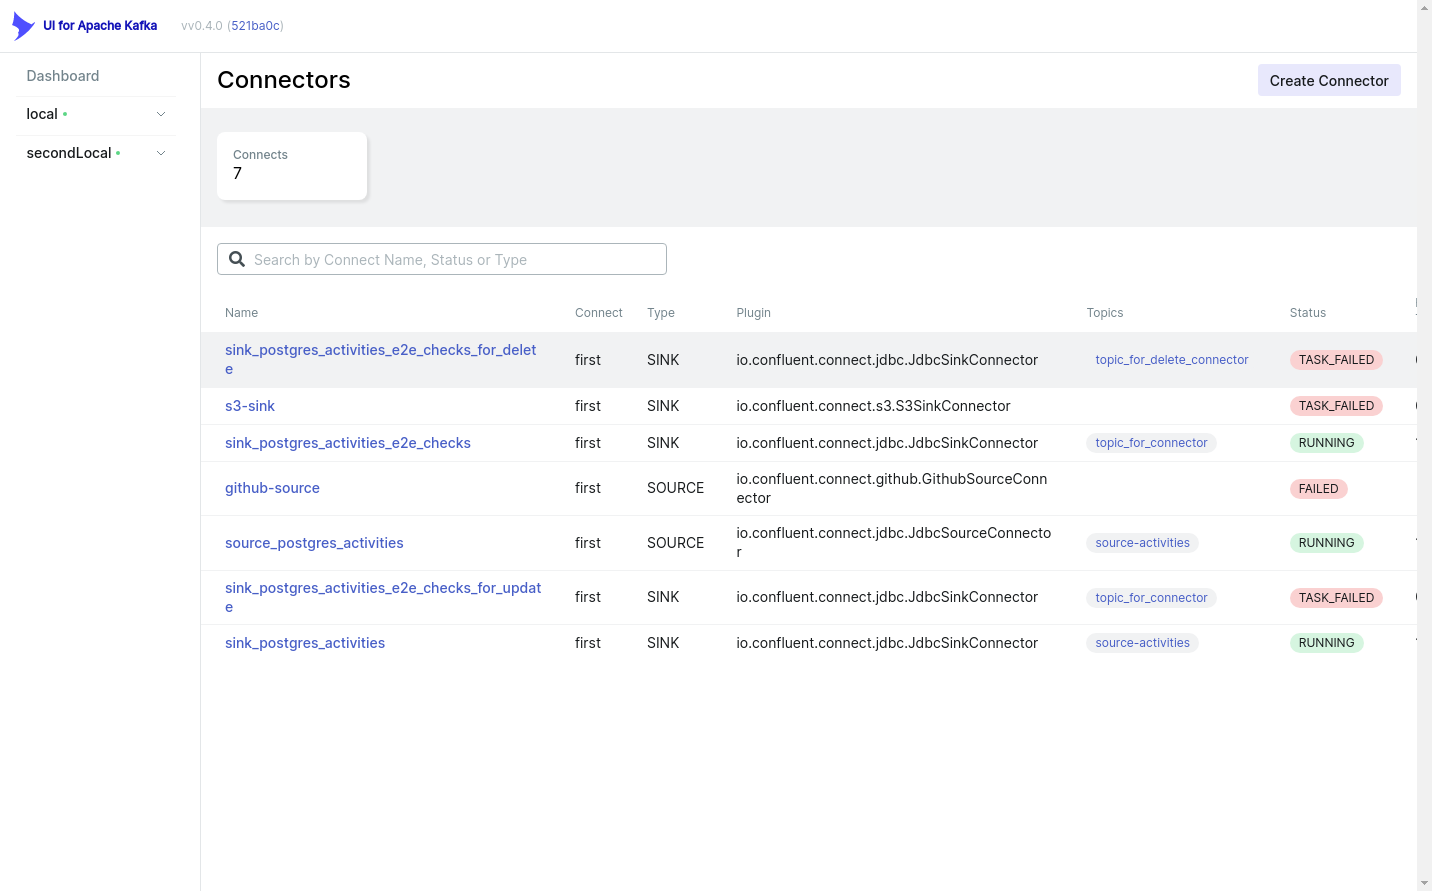 UI for Apache Kafka vv0.4.0 (521ba0c)
Dashboard
local
secondLocal
Connectors
Create Connector
Connects
7
Search by Connect Name, Status or Type
Name Connect Type Plugin Topics Status
sink_postgres_activities_e2e_checks_for_delet
e
first SINK io.confluent.connect.jdbc.JdbcSinkConnector topic_for_delete_connector TASK_FAILED
s3-sink first SINK io.confluent.connect.s3.S3SinkConnector TASK_FAILED
sink_postgres_activities_e2e_checks first SINK io.confluent.connect.jdbc.JdbcSinkConnector topic_for_connector RUNNING
github-source first SOURCE io.confluent.connect.github.GithubSourceConn
ector
FAILED
source_postgres_activities first SOURCE io.confluent.connect.jdbc.JdbcSourceConnecto
r
source-activities RUNNING
sink_postgres_activities_e2e_checks_for_updat
e
first SINK io.confluent.connect.jdbc.JdbcSinkConnector topic_for_connector TASK_FAILED
sink_postgres_activities first SINK io.confluent.connect.jdbc.JdbcSinkConnector source-activities RUNNING